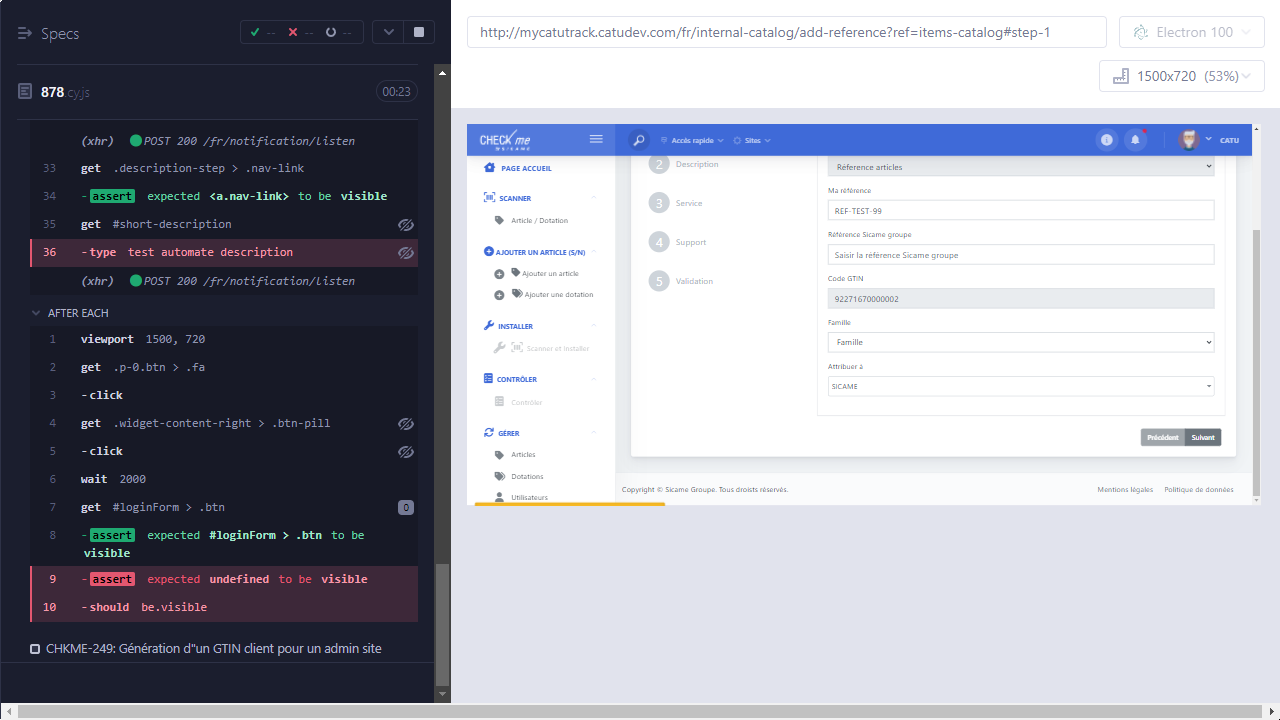 Specs
-- -- --
878.cy.js
00:23
(xhr) POST 200 /fr/notification/listen
33 get .description-step > .nav-link
34 -assert expected <a.nav-link> to be visible
35 get #short-description
36 -type test automate description
(xhr) POST 200 /fr/notification/listen
AFTER EACH
1 viewport 1500, 720
2 get .p-0.btn > .fa
3 -click
4 get .widget-content-right > .btn-pill
5 -click
6 wait 2000
7 get #loginForm > .btn 0
8 -assert expected #loginForm > .btn to be
visible
9 -assert expected undefined to be visible
10 -should be.visible
CHKME-249: Génération d"un GTIN client pour un admin site
http://mycatutrack.catudev.com/fr/internal-catalog/add-reference?ref=items-catalog#step-1
Electron 100
1500x720 (53%)
CHECK me
BY SICAME
Accès rapide
Sites
CATU
PAGE ACCUEIL
SCANNER
Article / Dotation
AJOUTER UN ARTICLE (S/N)
Ajouter un article
Ajouter une dotation
INSTALLER
Scanner et Installer
CONTRÔLER
Contrôler
GÉRER
Articles
Dotations
Utilisateurs
2 Description
3 Service
4 Support
5 Validation
Réference articles
Ma référence
REF-TEST-99
Référence Sicame groupe
Saisir la référence Sicame groupe
Code GTIN
92271670000002
Famille
Famille
Attribuer à
SICAME
Précédent Suivant
Copyright © Sicame Groupe. Tous droists réservés.
Mentions légales Politique de données